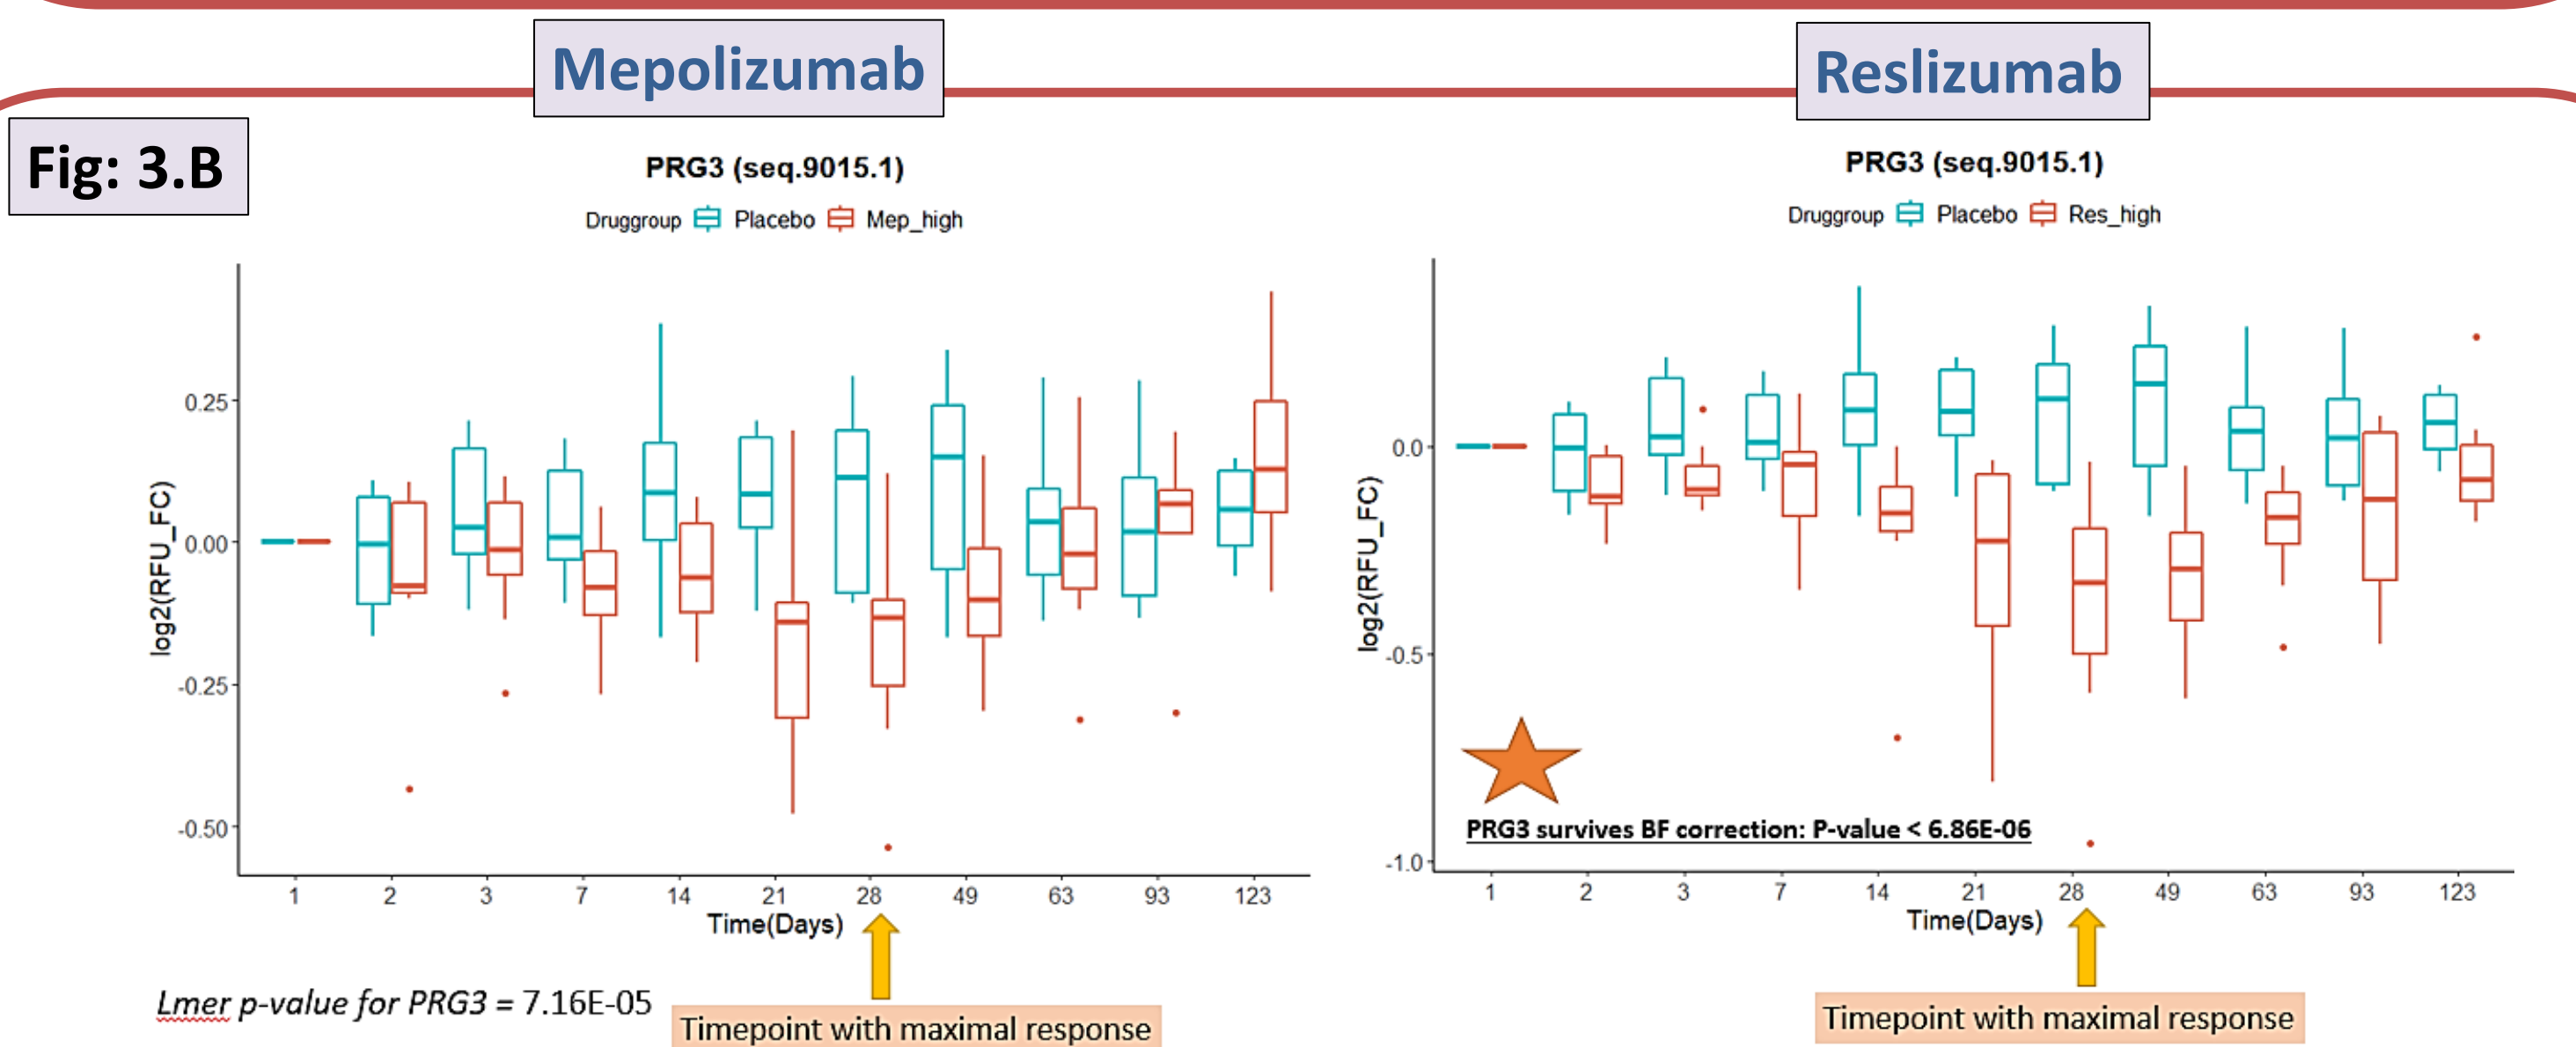 Mepolizumab
Reslizumab
Fig: 3.B
PRG3 (seq.9015.1)
Druggroup Placebo Mep_high
log2(RFU_FC)
0.25
0.00
-0.25
-0.50
1 2 3 7 14 21 28 49 63 93 123
Time(Days)
Lmer p-value for PRG3 = 7.16E-05
Timepoint with maximal response
PRG3 (seq.9015.1)
Druggroup Placebo Res_high
log2(RFU_FC)
0.0
-0.5
-1.0
PRG3 survives BF correction: P-value < 6.86E-06
1 2 3 7 14 21 28 49 63 93 123
Time(Days)
Timepoint with maximal response